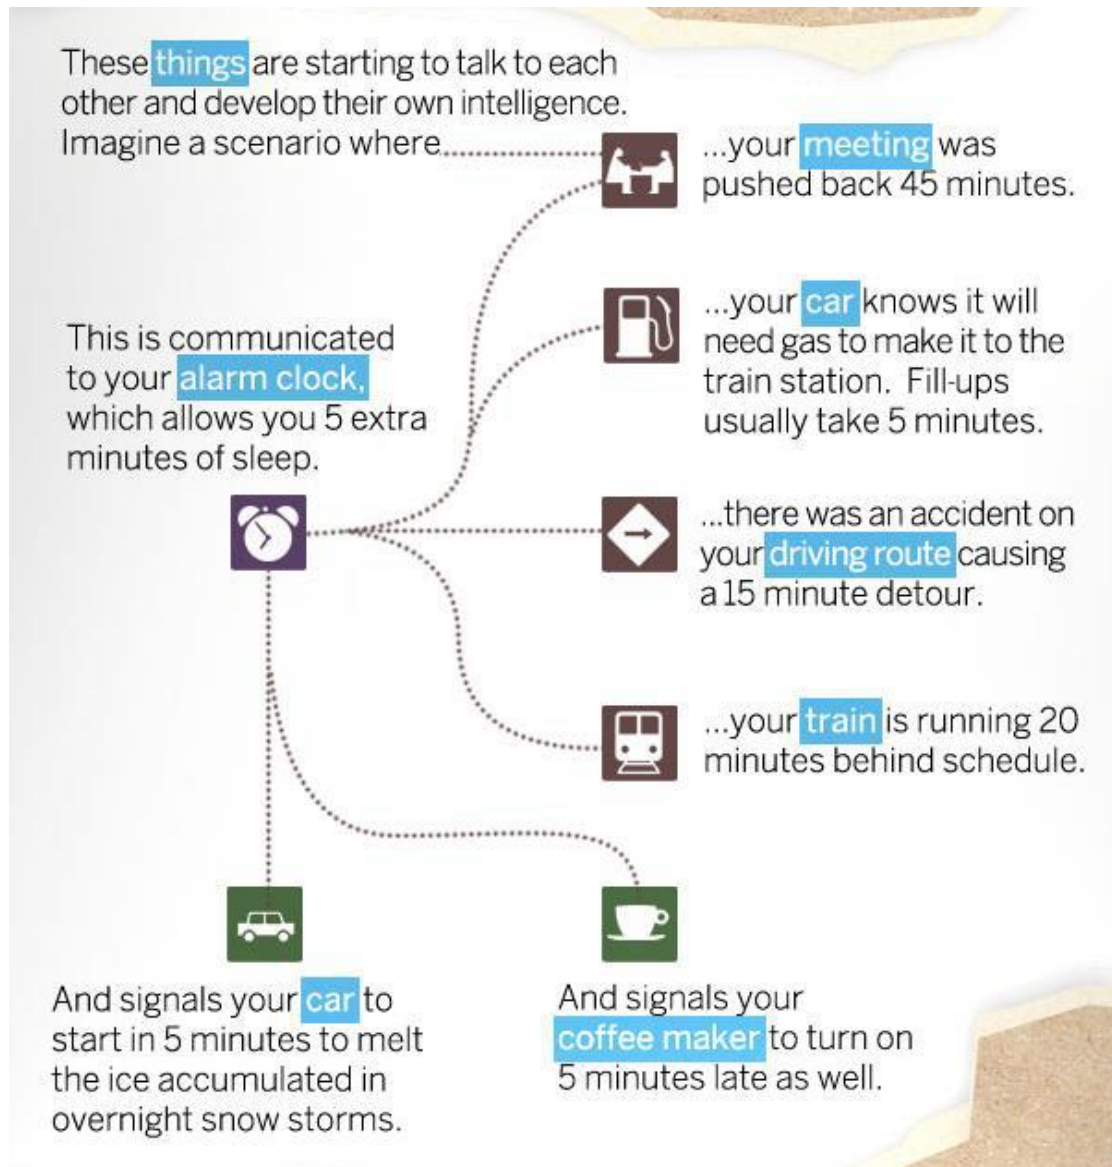 These things are starting to talk to each
other and develop their own intelligence.
Imagine a scenario where
...your meeting was
pushed back 45 minutes.
...your car knows it will
need gas to make it to the
train station. Fill-ups
usually take 5 minutes.
This is communicated
to your alarm clock,
which allows you 5 extra
minutes of sleep.
...there was an accident on
your driving route causing
a 15 minute detour.
...your train is running 20
minutes behind schedule.
And signals your car to
start in 5 minutes to melt
the ice accumulated in
overnight snow storms.
And signals your
coffee maker to turn on
5 minutes late as well.